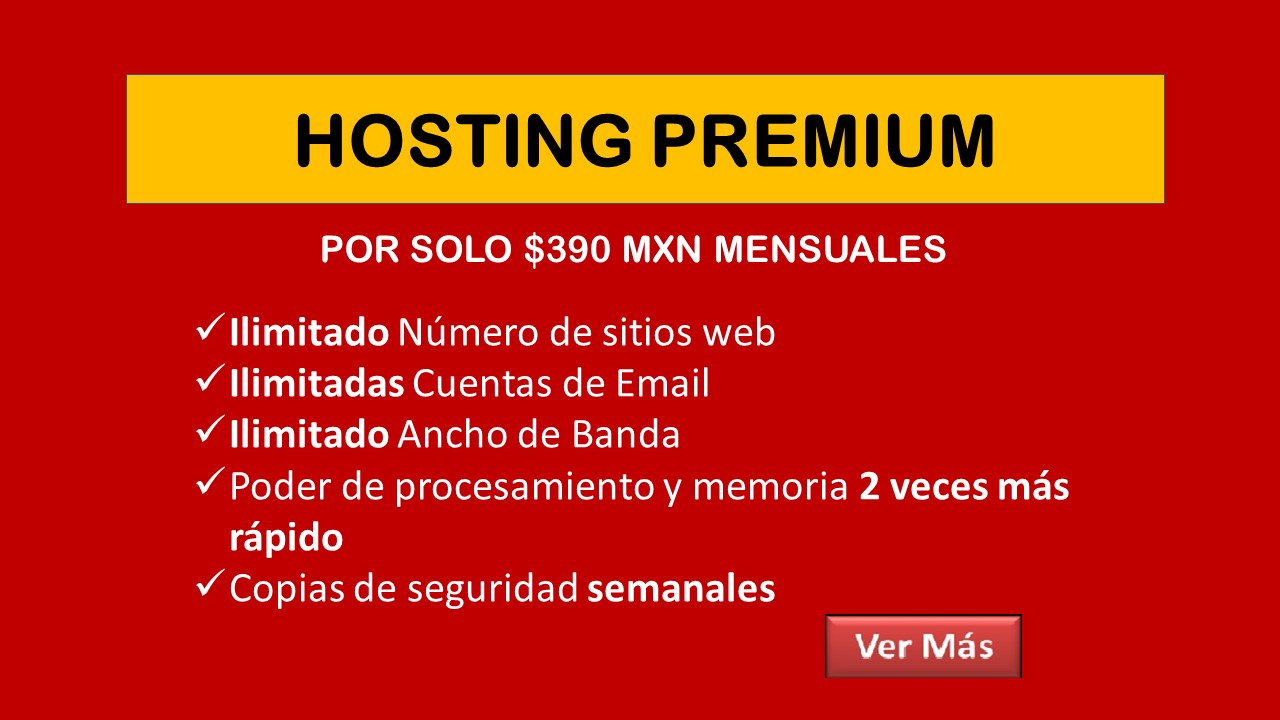 HOSTING PREMIUM
POR SOLO $390 MXN MENSUALES
✓ Ilimitado Número de sitios web
✓ Ilimitadas Cuentas de Email
✓ Ilimitado Ancho de Banda
✓ Poder de procesamiento y memoria 2 veces más
rápido
✓ Copias de seguridad semanales
Ver Más